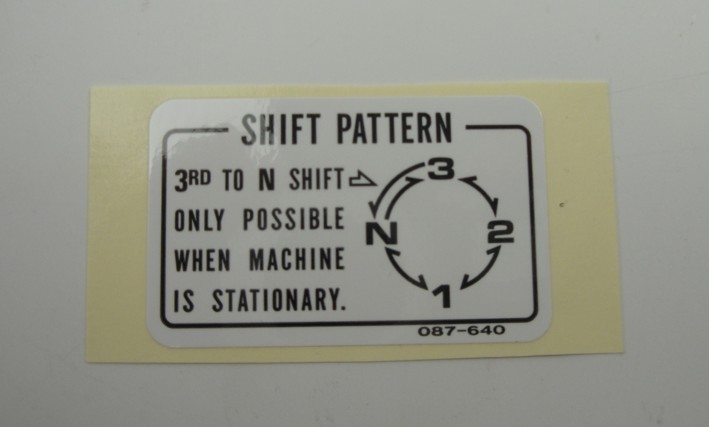 SHIFT PATTERN
3RD TO N SHIFT
ONLY POSSIBLE
WHEN MACHINE
IS STATIONARY.
3
N
2
1
087-640